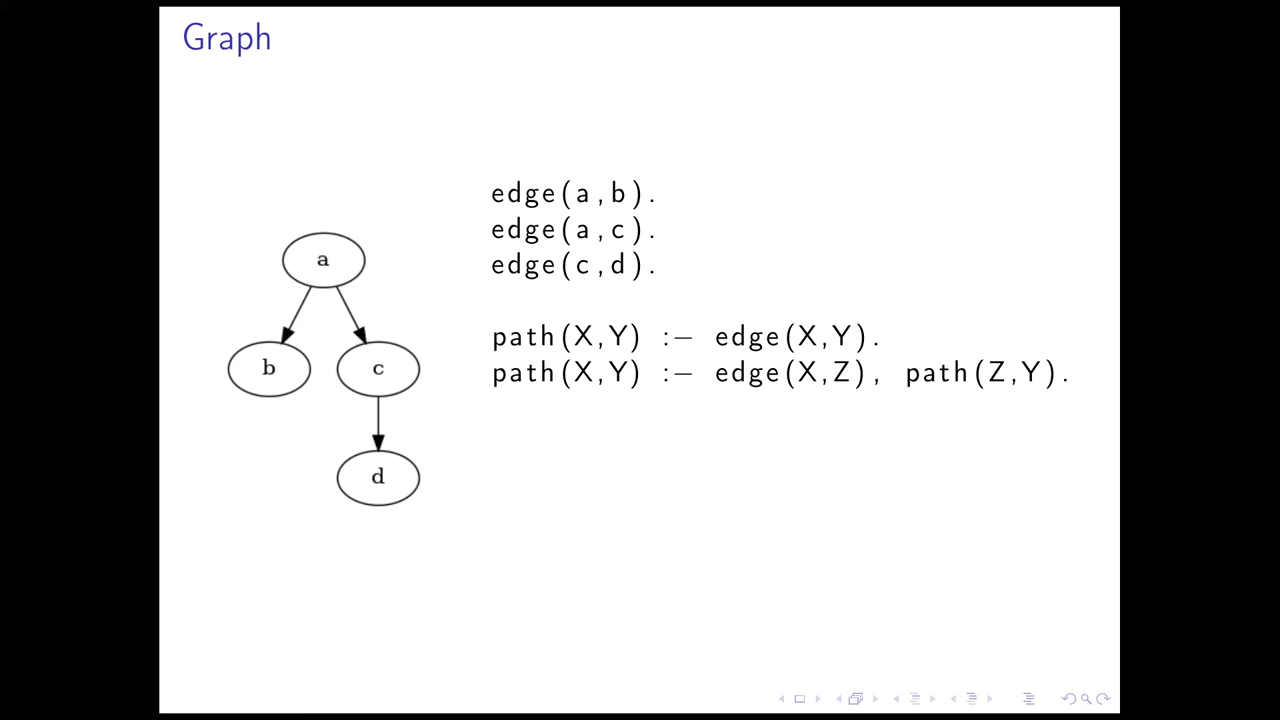 Graph
edge(a,b).
edge(a,c).
edge(c,d).
path(X,Y) :- edge(X,Y).
path(X,Y) :- edge(X,Z), path(Z,Y).
a
b c
d